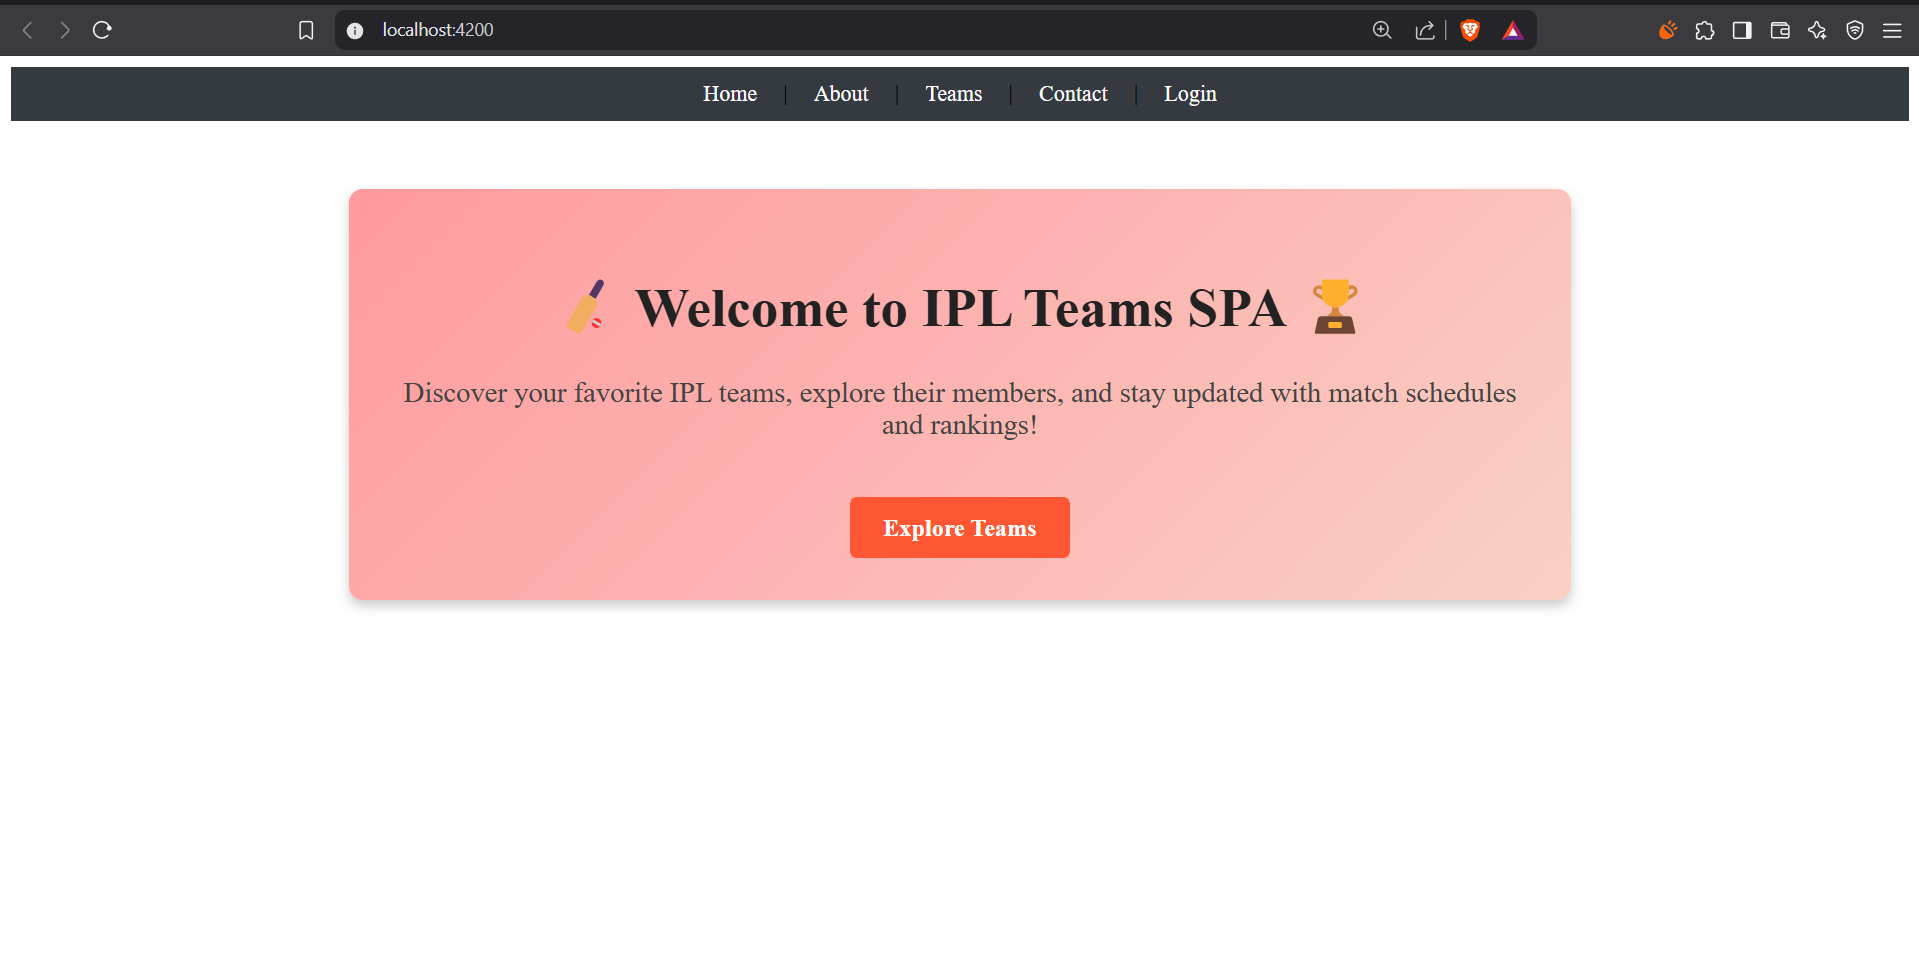 localhost:4200
Home | About | Teams | Contact | Login
Welcome to IPL Teams SPA
Discover your favorite IPL teams, explore their members, and stay updated with match schedules
and rankings!
Explore Teams